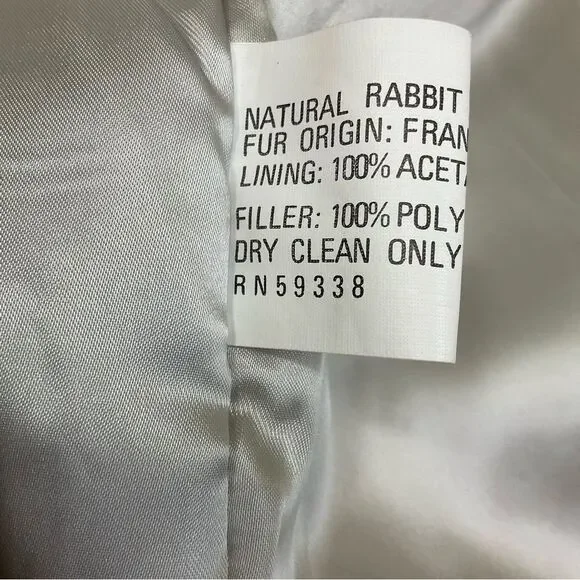 NATURAL RABBIT
FUR ORIGIN: FRAN
LINING: 100% ACETA
FILLER: 100% POLY
DRY CLEAN ONLY
RN59338